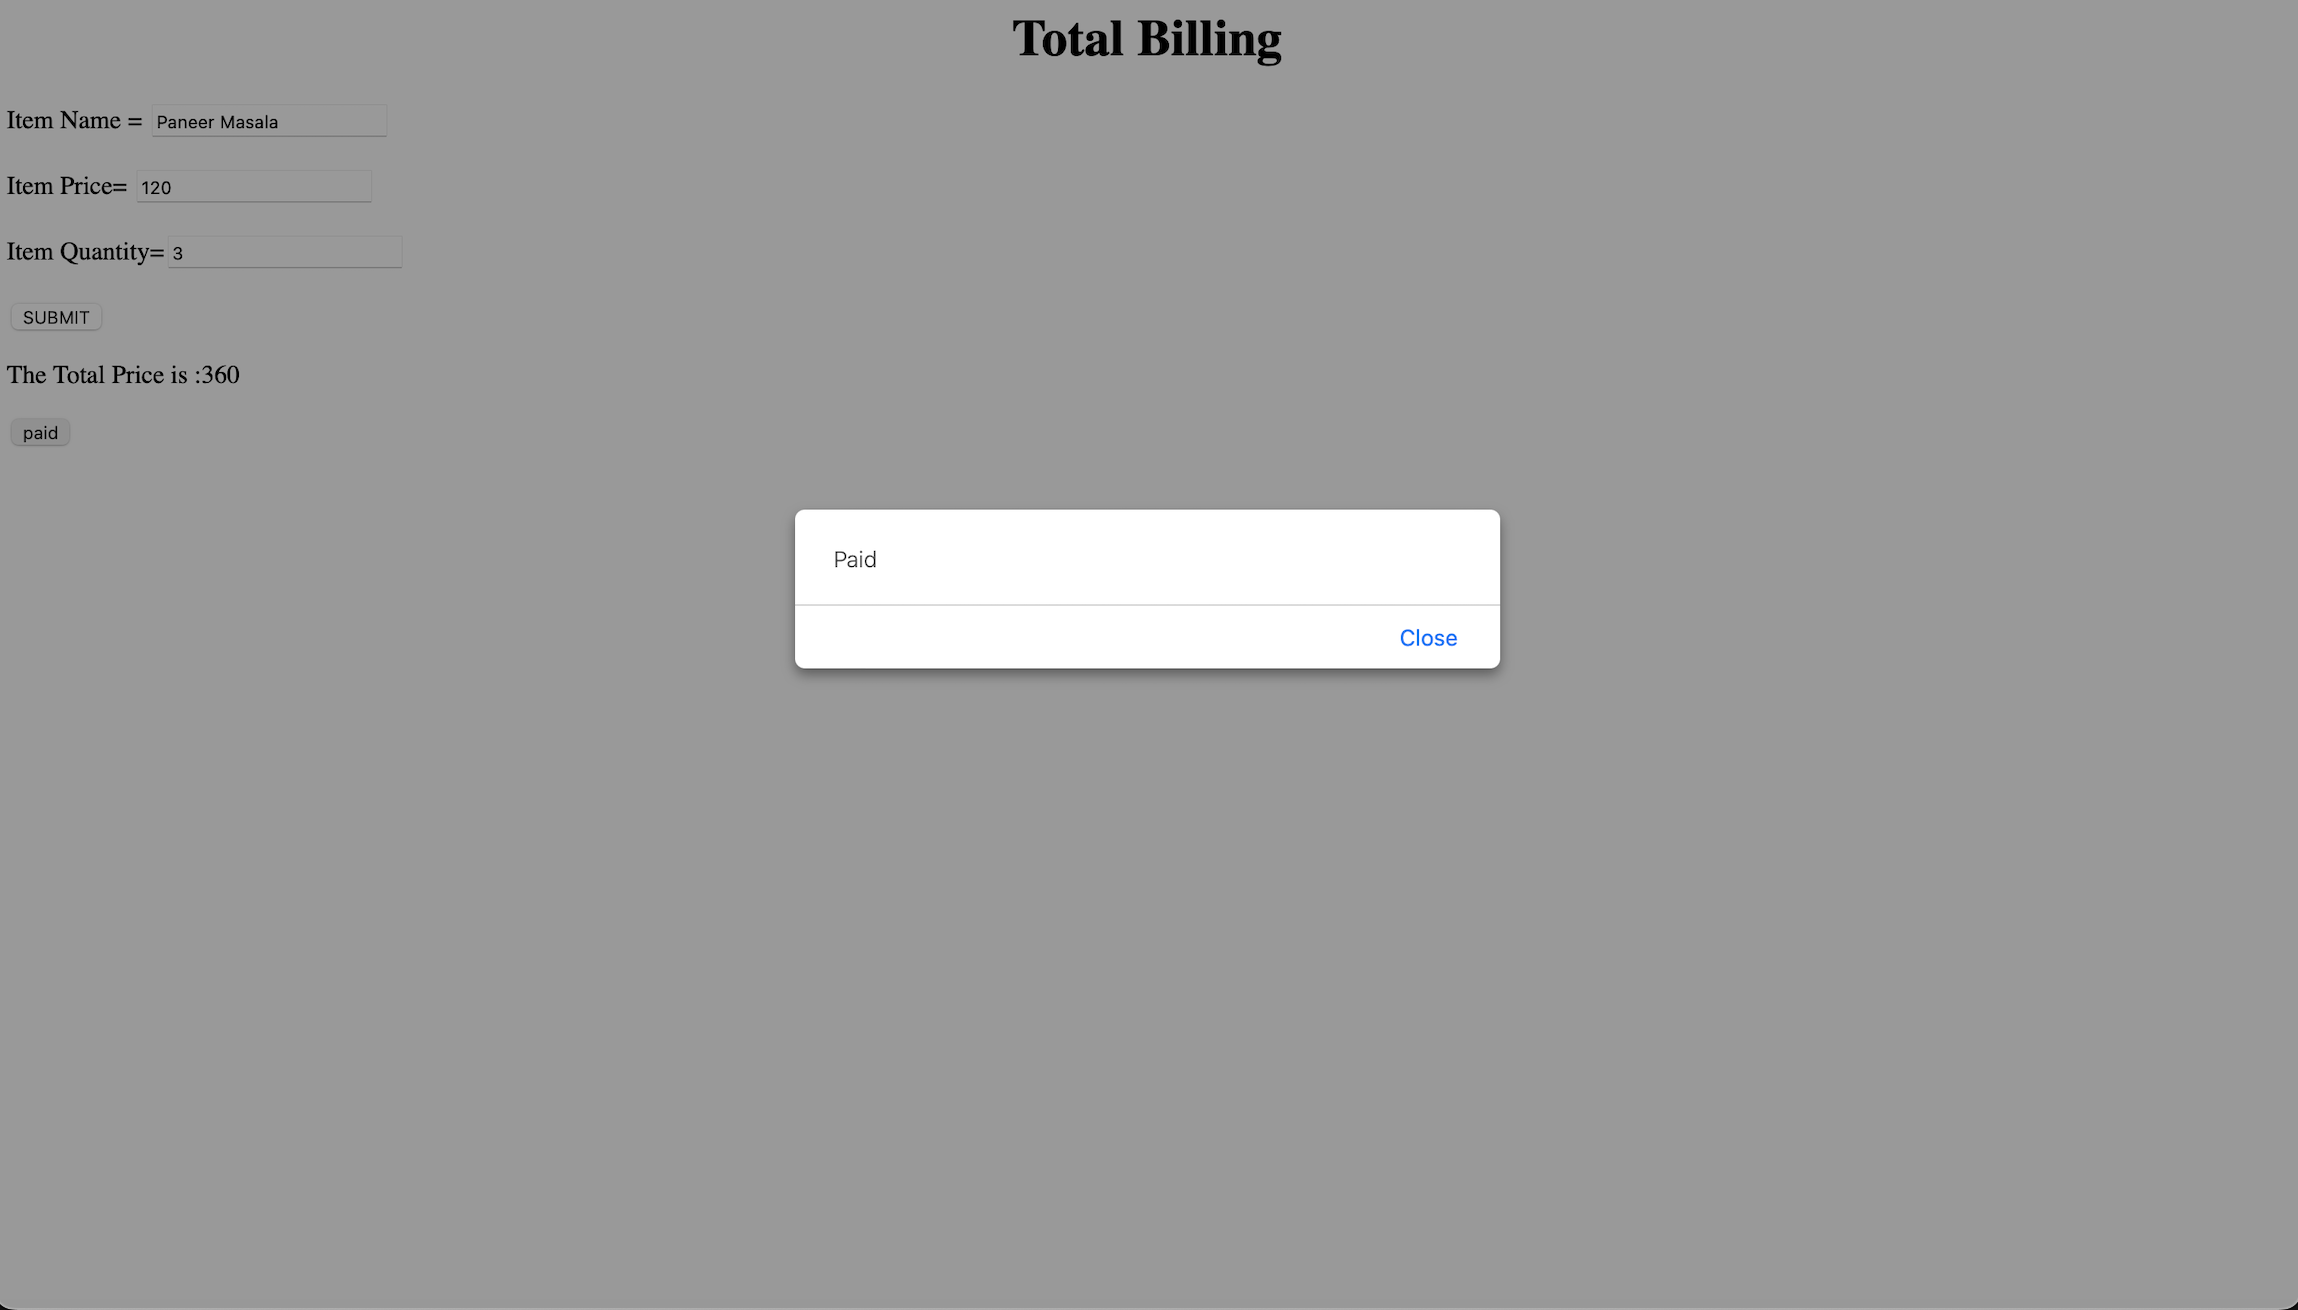 Total Billing
Item Name = Paneer Masala
Item Price= 120
Item Quantity= 3
SUBMIT
The Total Price is :360
paid
Paid
Close